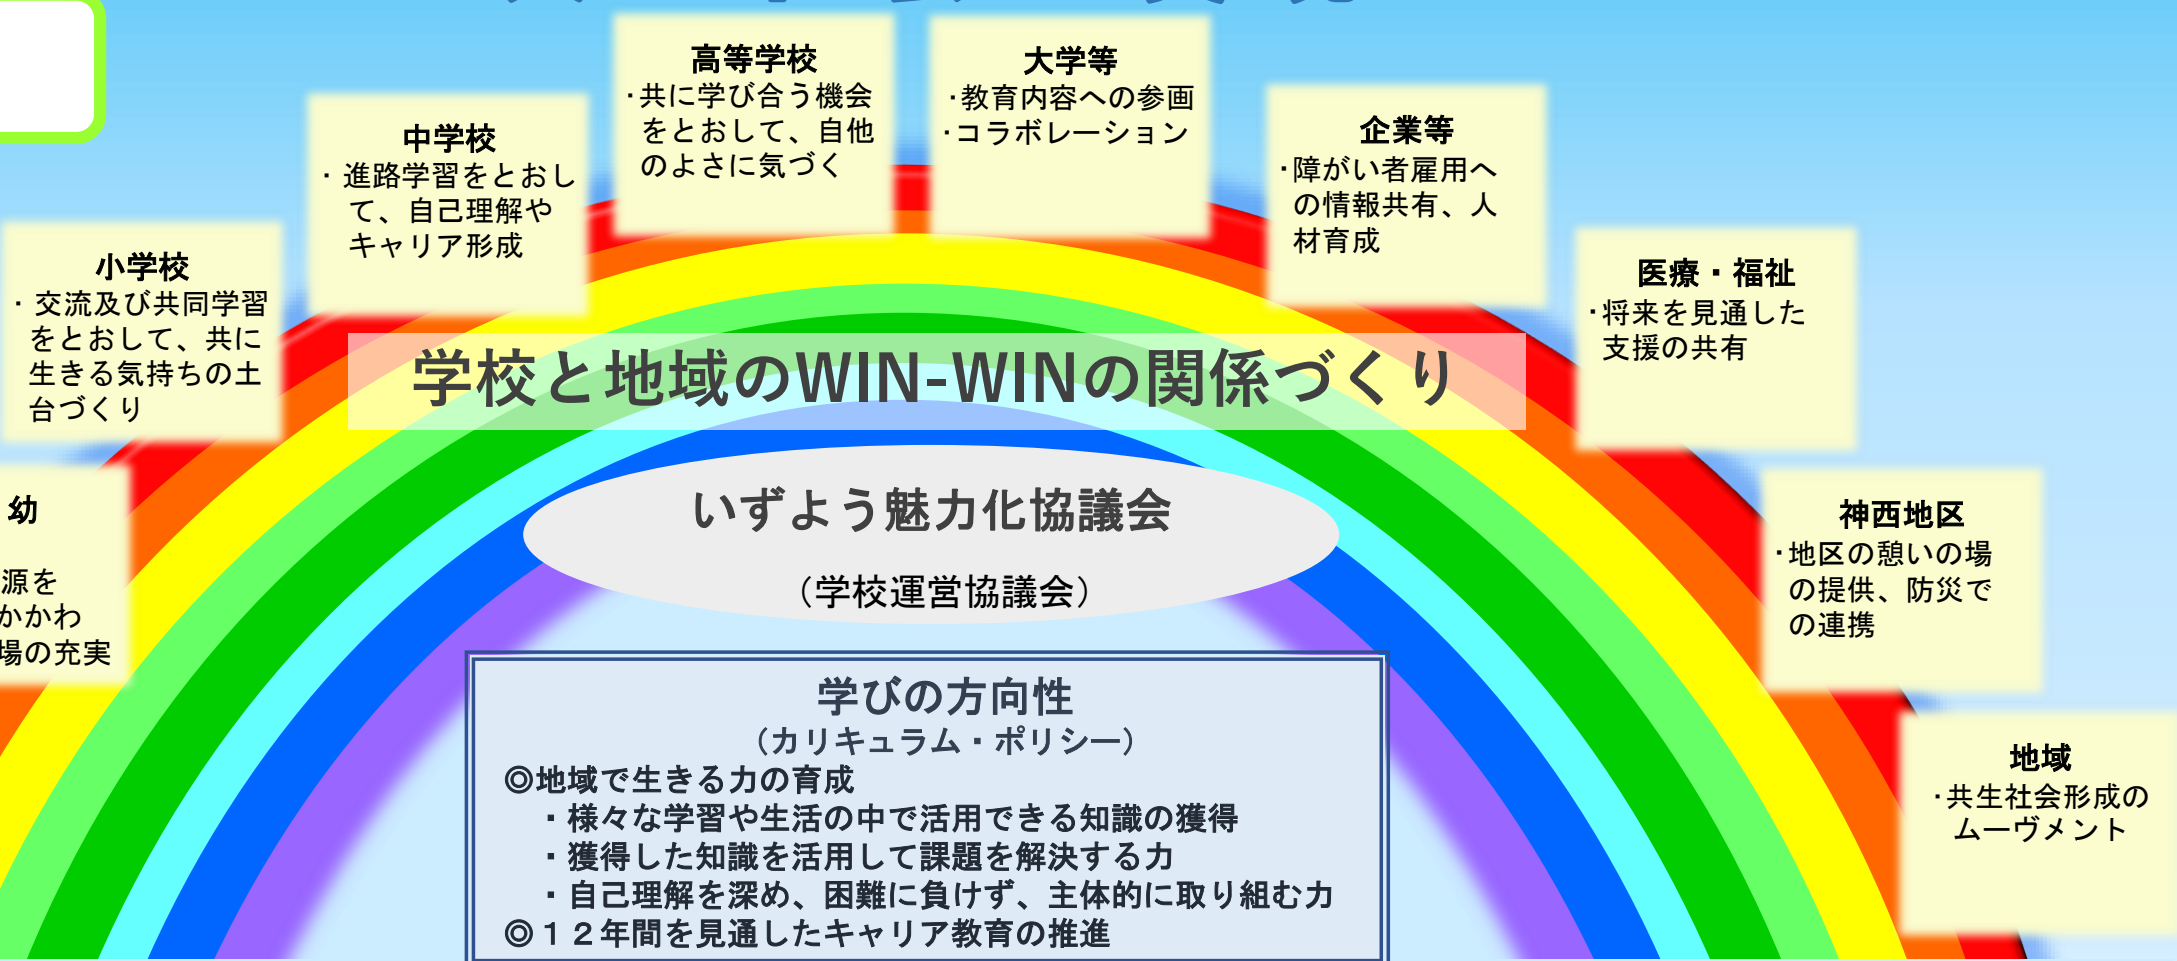 高等学校
・共に学び合う機会
をとおして、自他
のよさに気づく
大学等
・教育内容への参画
・コラボレーション
中学校
・進路学習をとおし
て、自己理解や
キャリア形成
企業等
・障がい者雇用へ
の情報共有、人
材育成
小学校
・交流及び共同学習
をとおして、共に
生きる気持ちの土
台づくり
医療・福祉
・将来を見通した
支援の共有
学校と地域のWIN-WINの関係づくり
幼
源を
かかわ
場の充実
いずよう魅力化協議会
（学校運営協議会）
神西地区
・地区の憩いの場
の提供、防災で
の連携
学びの方向性
（カリキュラム・ポリシー）
◎地域で生きる力の育成
・様々な学習や生活の中で活用できる知識の獲得
・獲得した知識を活用して課題を解決する力
・自己理解を深め、困難に負けず、主体的に取り組む力
◎１２年間を見通したキャリア教育の推進
地域
・共生社会形成の
ムーヴメント